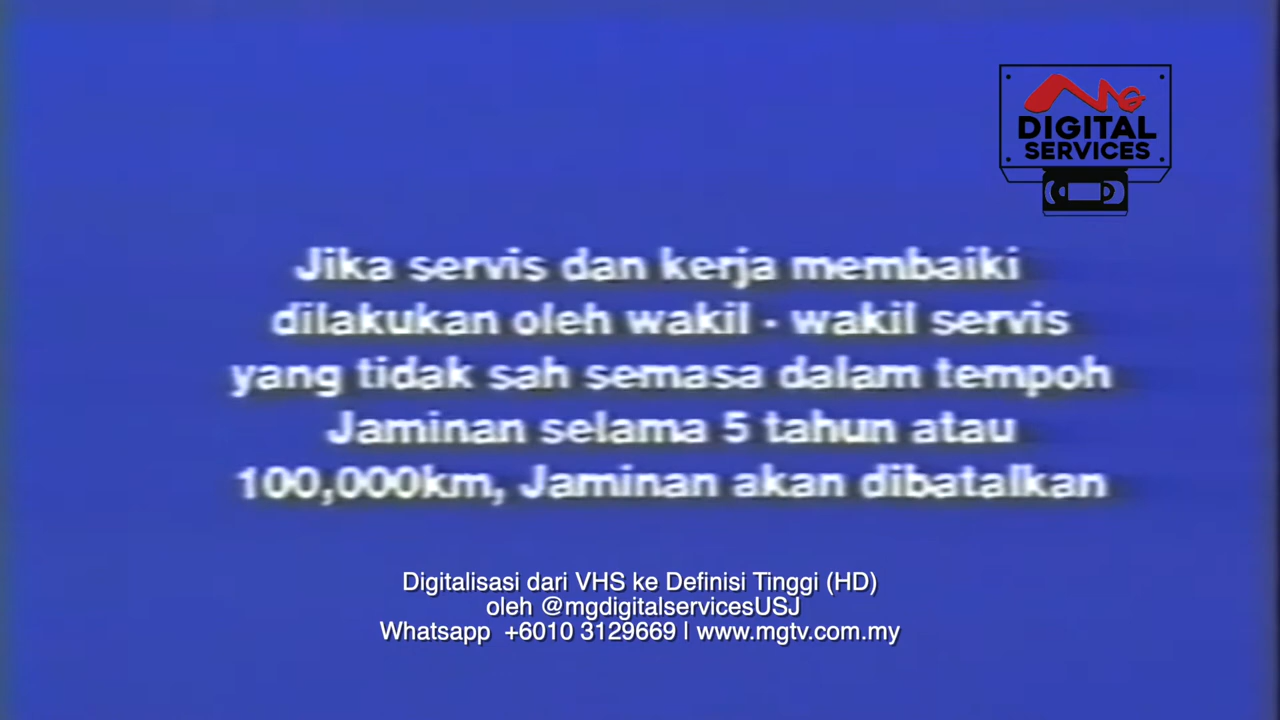 MG
DIGITAL
SERVICES
Jika servis dan kerja membaiki
dilakukan oleh wakil - wakil servis
yang tidak sah semasa dalam tempoh
Jaminan selama 5 tahun atau
100,000km, Jaminan akan dibatalkan
Digitalisasi dari VHS ke Definisi Tinggi (HD)
oleh @mgdigitalservicesUSJ
Whatsapp +6010 3129669 | www.mgtv.com.my